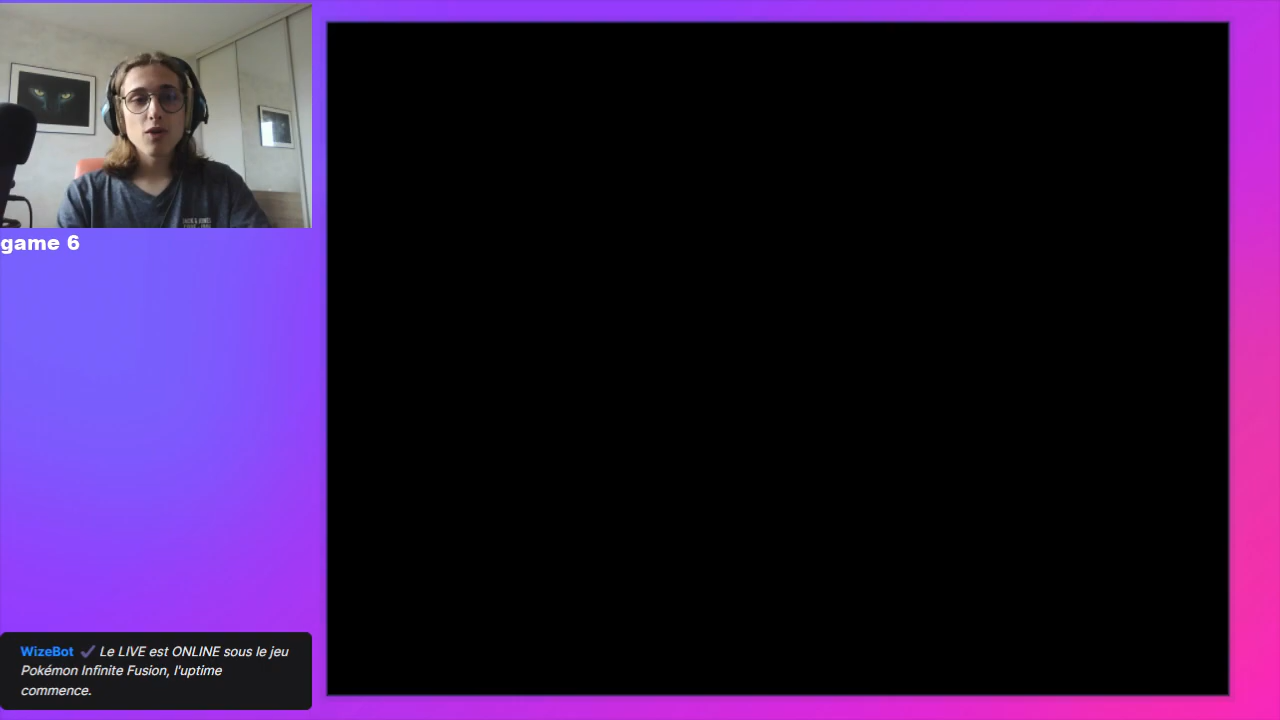 game 6
WizeBot ✔ Le LIVE est ONLINE sous le jeu
Pokémon Infinite Fusion, l'uptime
commence.